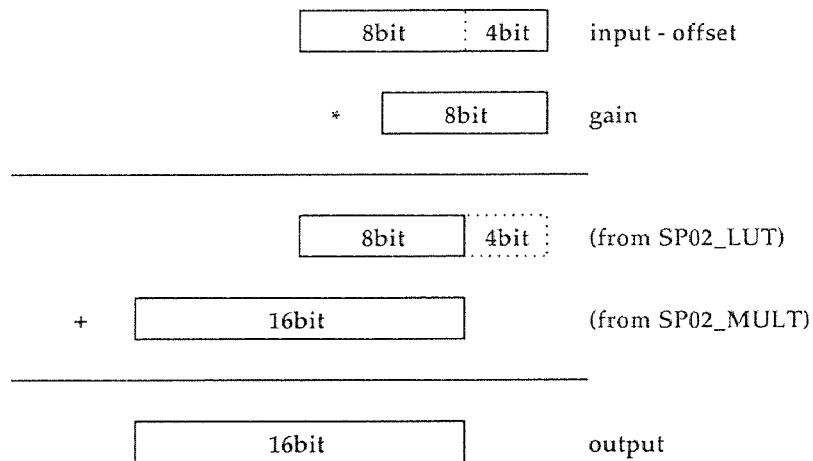 8bit 4bit input - offset
* 8bit gain
8bit 4bit (from SP02_LUT)
+ 16bit (from SP02_MULT)
16bit output